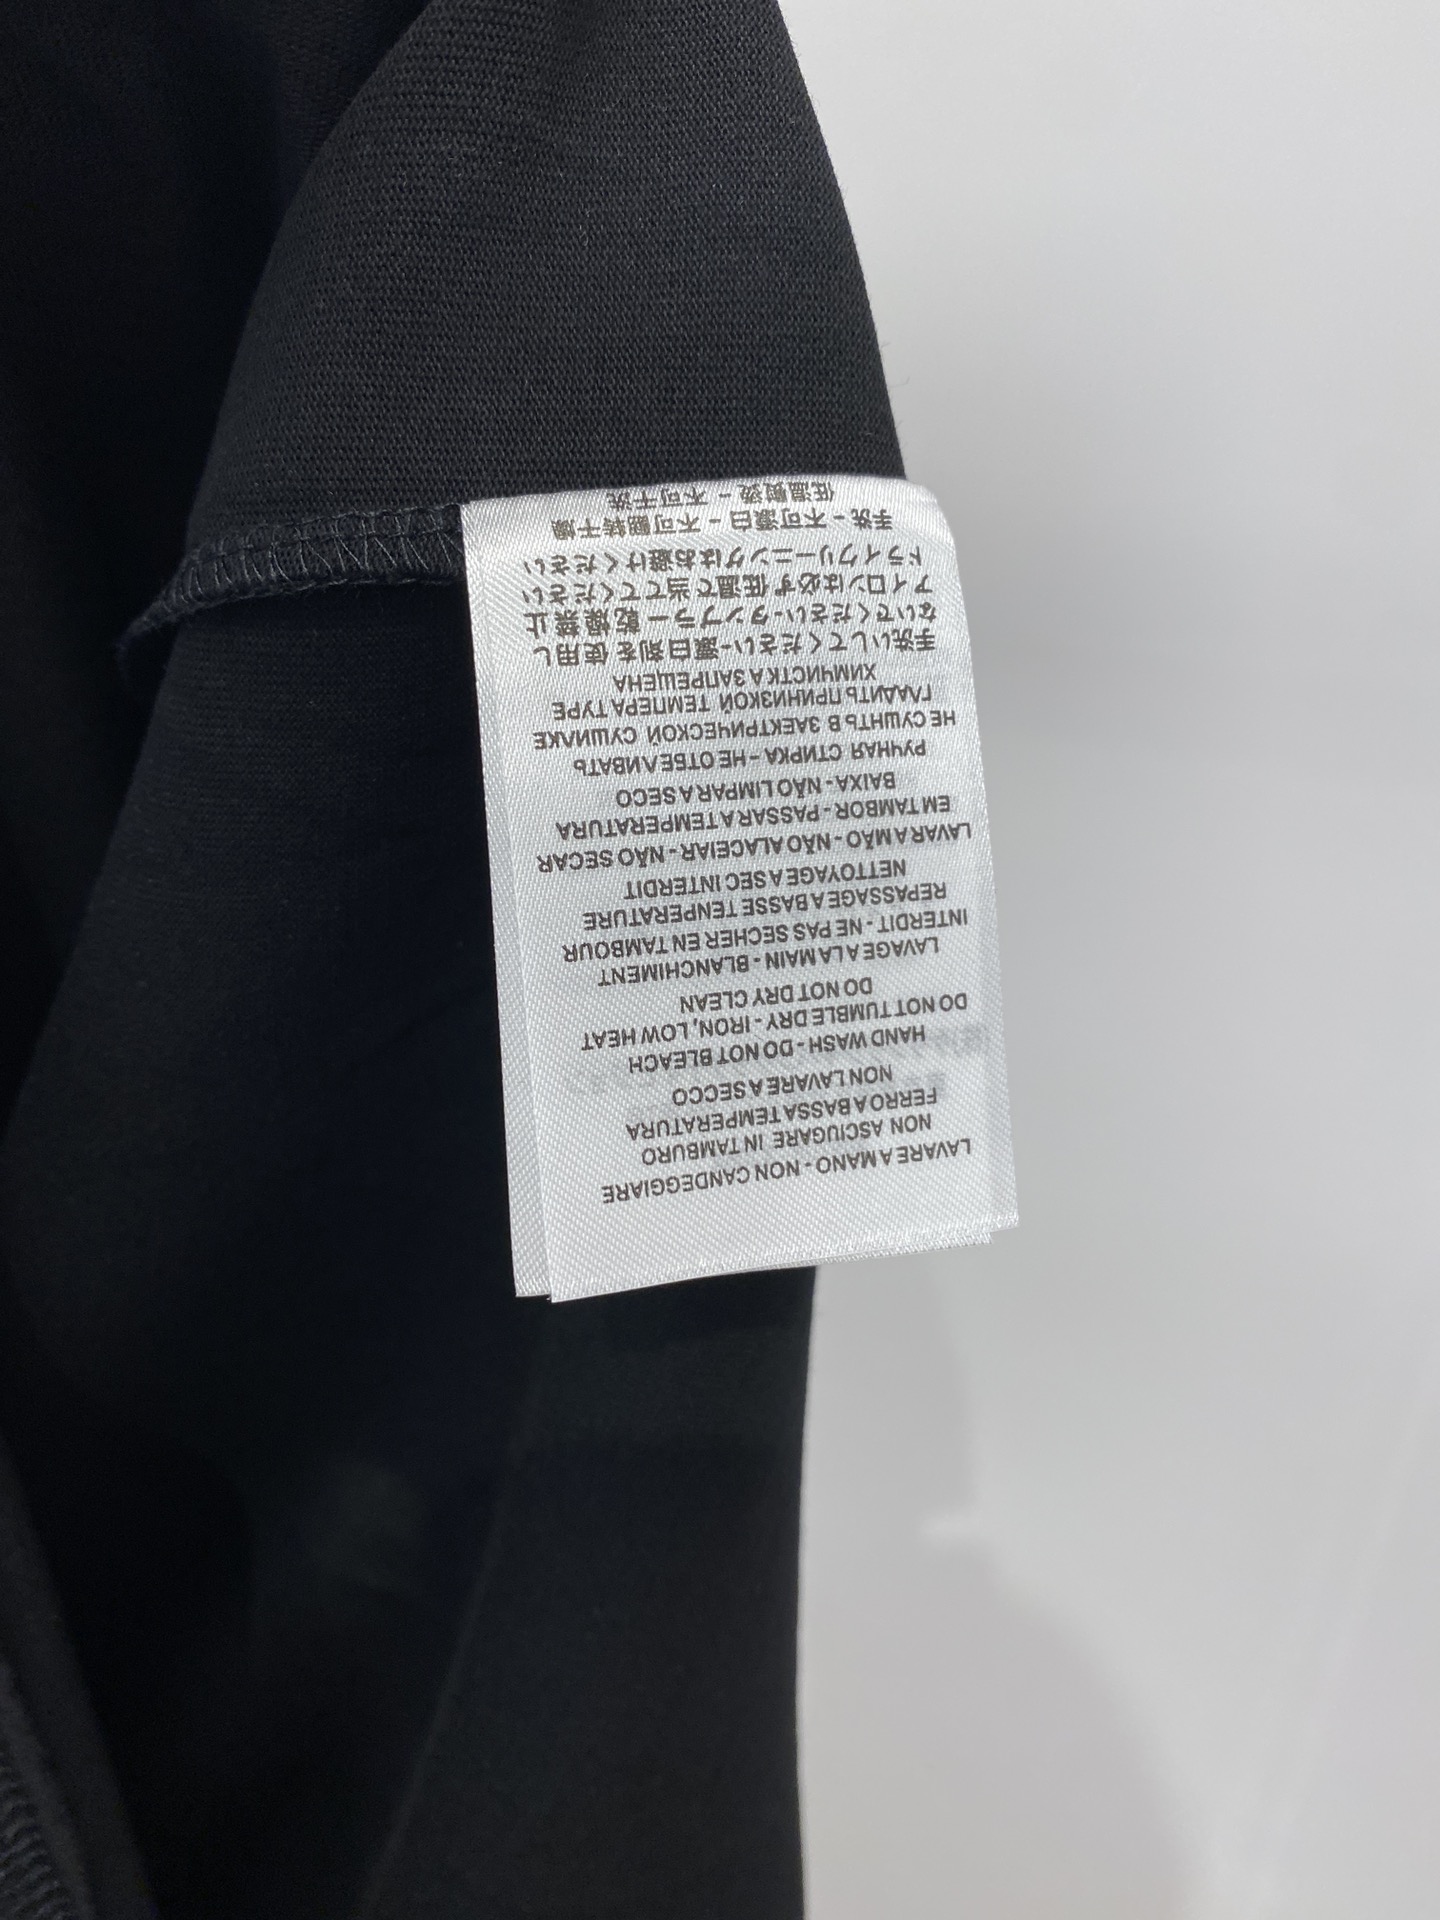 LAVARE A MANO - NON CANDEGGIARE
NON ASCIUGARE IN TAMBURO
FERRO A BASSA TEMPERATURA
NON LAVARE A SECCO
HAND WASH - DO NOT BLEACH
DO NOT TUMBLE DRY - IRON, LOW HEAT
DO NOT DRY CLEAN
LAVAGE A LA MAIN - BLANCHIMENT
INTERDIT - NE PAS SECHER EN TAMBOUR
REPASSAGE A BASSE TENPERATURE
NETTOYAGE A SEC INTERDIT
LAVAR A MÃO - NÃO ALACEIAR - NÃO SECAR
EM TAMBOR - PASSAR A TEMPERATURA
BAIXA - NÃO LIMPAR A SECO
РУЧНАЯ СТИРКА - НЕ ОТБЕЛИВАТЬ
НЕ СУШНТЬ В ЗАЕКТРИЧЕСКОЙ СУШИЛКЕ
ГЛАДИТЬ ПРИ НИЗКОЙ ТЕМПЕРА ТУРЕ
ХИМЧИСТКА ЗАПРЕЩЕНА
手洗いしてください-漂白剤を使用し
ないでください-タンブラー乾燥禁止
アイロンは必ず低温で当ててください
ドライクリーニングはお避けください
手洗 - 不可漂白 - 不可翻转干燥
低温熨烫 - 不可干洗